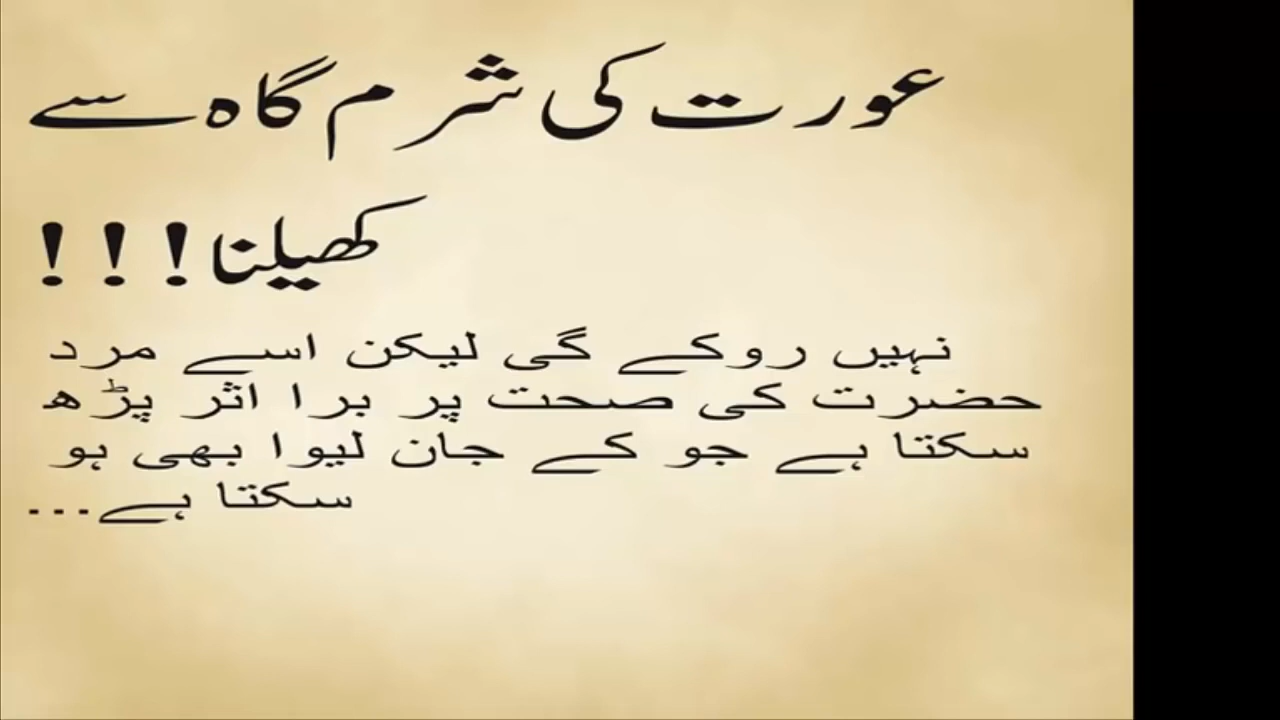 عورت کی شرم گاہ سے
کھیلنا!!!
نہیں روکے گی لیکن اسے مرد
حضرت کی صحت پر برا اثر پڑھ
سکتا ہے جو کے جان لیوا بھی ہو
سکتا ہے...